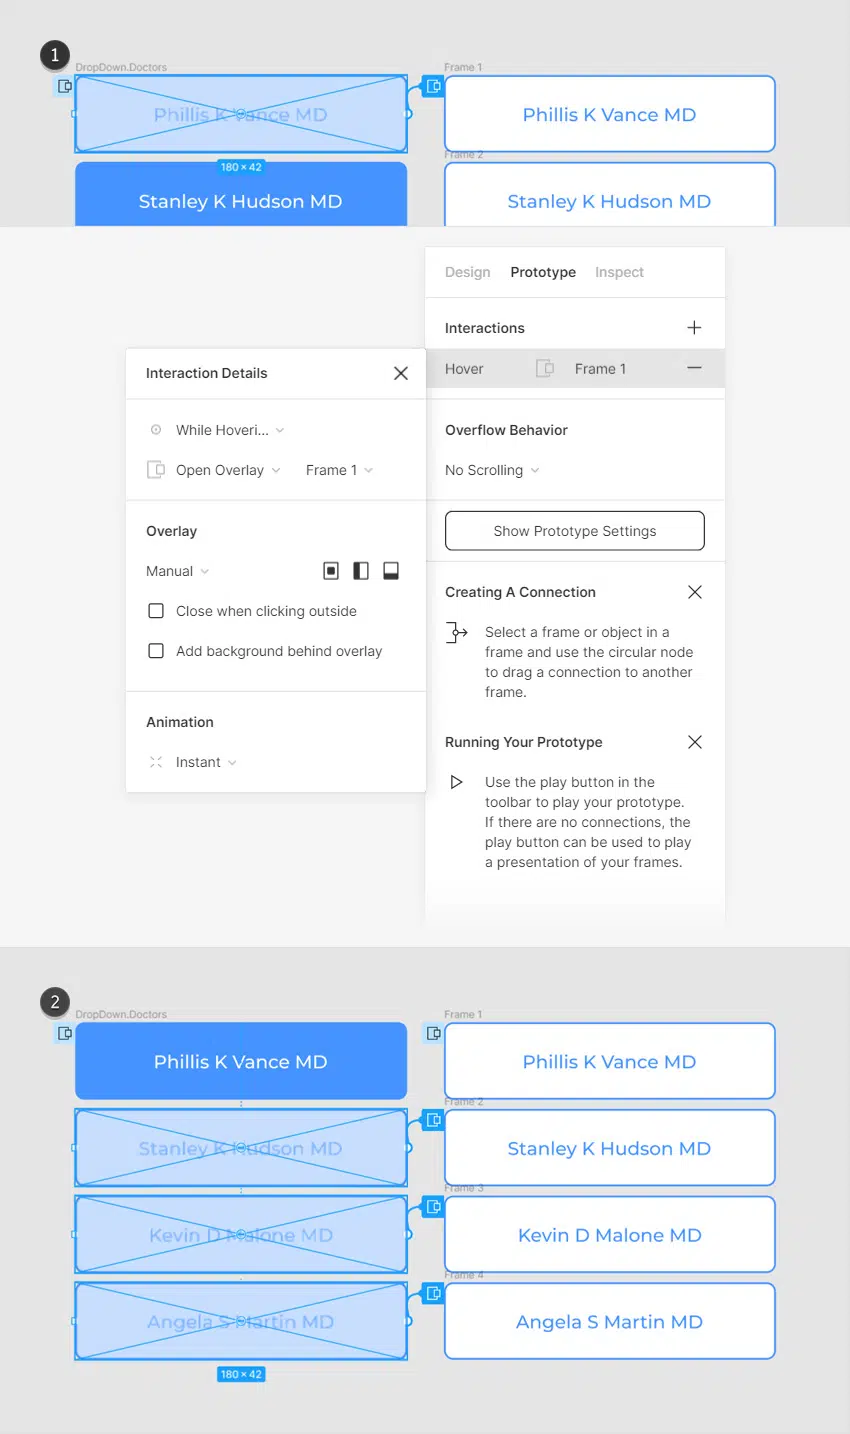 1
DropDown.Doctors
Frame 1
Phillis K Vance MD
Phillis K Vance MD
180 × 42
Frame 2
Stanley K Hudson MD
Stanley K Hudson MD
Design Prototype Inspect
Interactions
Hover Frame 1
Interaction Details
While Hoveri...
Open Overlay Frame 1
Overlay
Manual
Close when clicking outside
Add background behind overlay
Animation
Instant
Overflow Behavior
No Scrolling
Show Prototype Settings
Creating A Connection
Select a frame or object in a
frame and use the circular node
to drag a connection to another
frame.
Running Your Prototype
Use the play button in the
toolbar to play your prototype.
If there are no connections, the
play button can be used to play
a presentation of your frames.
2
DropDown.Doctors
Frame 1
Phillis K Vance MD
Phillis K Vance MD
Frame 2
Stanley K Hudson MD
Stanley K Hudson MD
Frame 3
Kevin D Malone MD
Kevin D Malone MD
Frame 4
Angela S Martin MD
Angela S Martin MD
180 × 42